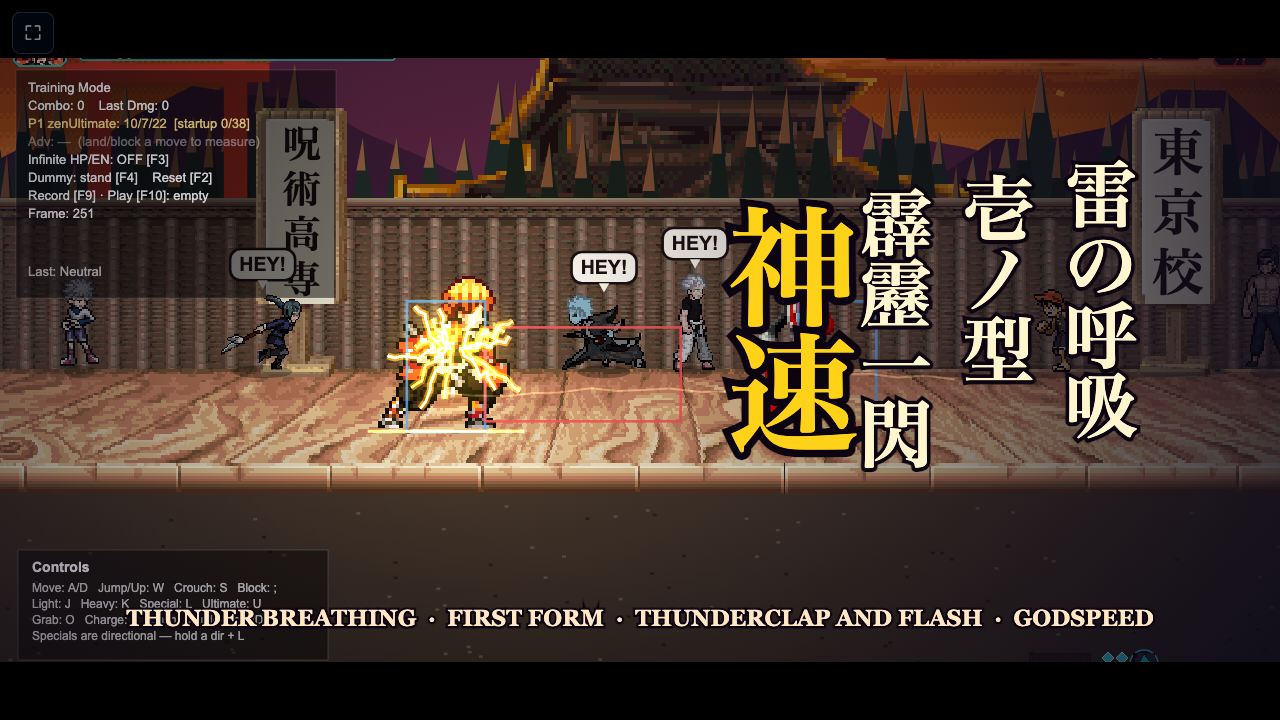 Training Mode
Combo: 0 Last Dmg: 0
P1 zenUltimate: 10/7/22 [startup 0/38]
Adv: — (land/block a move to measure)
Infinite HP/EN: OFF [F3]
Dummy: stand [F4] Reset [F2]
Record [F9] · Play [F10]: empty
Frame: 251
Last: Neutral
呪術高専
東京校
HEY!
HEY!
HEY!
雷の呼吸
壱ノ型
霹靂一閃
神速
Controls
Move: A/D Jump/Up: W Crouch: S Block: ;
Light: J Heavy: K Special: L Ultimate: U
Grab: O Charge:
Specials are directional — hold a dir + L
THUNDER BREATHING · FIRST FORM · THUNDERCLAP AND FLASH · GODSPEED